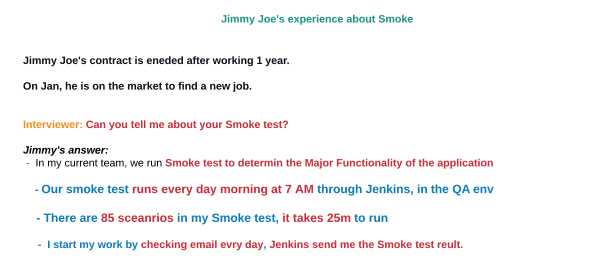 Jimmy Joe's experience about Smoke
Jimmy Joe's contract is eneded after working 1 year.
On Jan, he is on the market to find a new job.
Interviewer: Can you tell me about your Smoke test?
Jimmy's answer:
- In my current team, we run Smoke test to determin the Major Functionality of the application
- Our smoke test runs every day morning at 7 AM through Jenkins, in the QA env
- There are 85 sceanrios in my Smoke test, it takes 25m to run
- I start my work by checking email evry day, Jenkins send me the Smoke test reult.